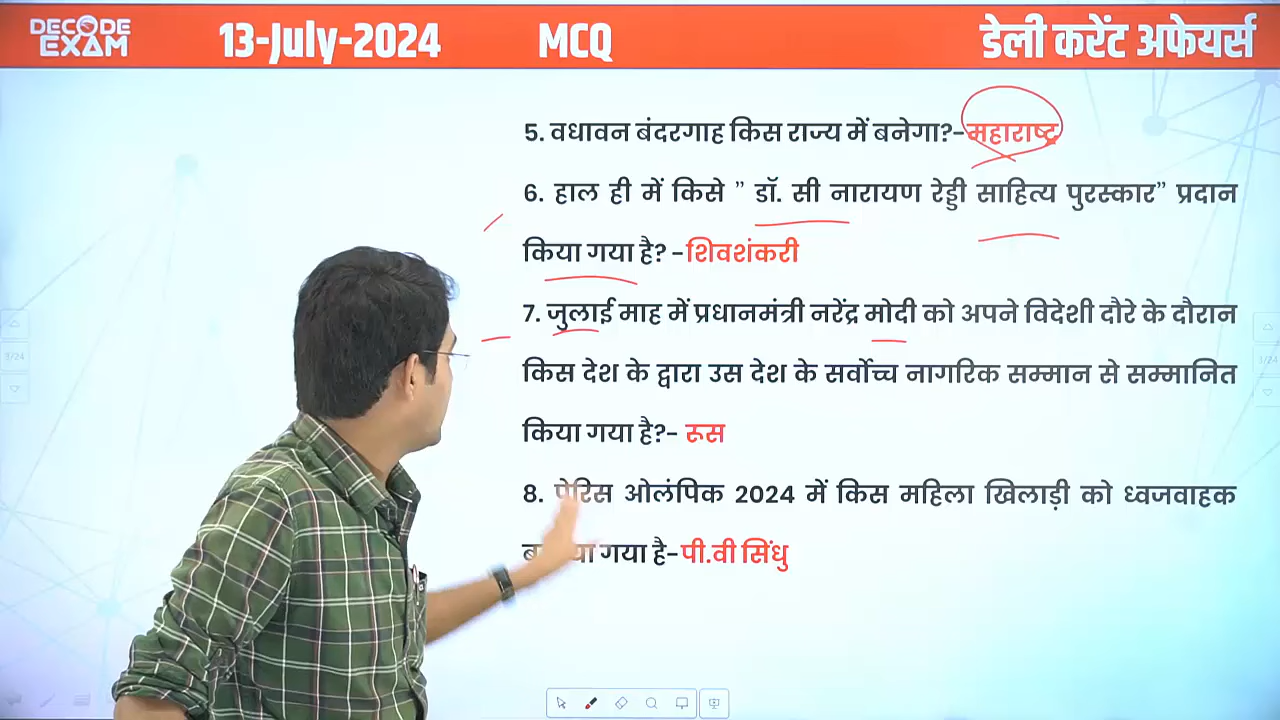 DECODE EXAM
13-July-2024 MCQ डेली करेंट अफेयर्स
5. वधावन बंदरगाह किस राज्य में बनेगा?-महाराष्ट्र
6. हाल ही में किसे " डॉ. सी नारायण रेड्डी साहित्य पुरस्कार" प्रदान
किया गया है? -शिवशंकरी
7. जुलाई माह में प्रधानमंत्री नरेंद्र मोदी को अपने विदेशी दौरे के दौरान
किस देश के द्वारा उस देश के सर्वोच्च नागरिक सम्मान से सम्मानित
किया गया है?- रूस
8. पेरिस ओलंपिक 2024 में किस महिला खिलाड़ी को ध्वजवाहक
गया है-पी.वी सिंधु